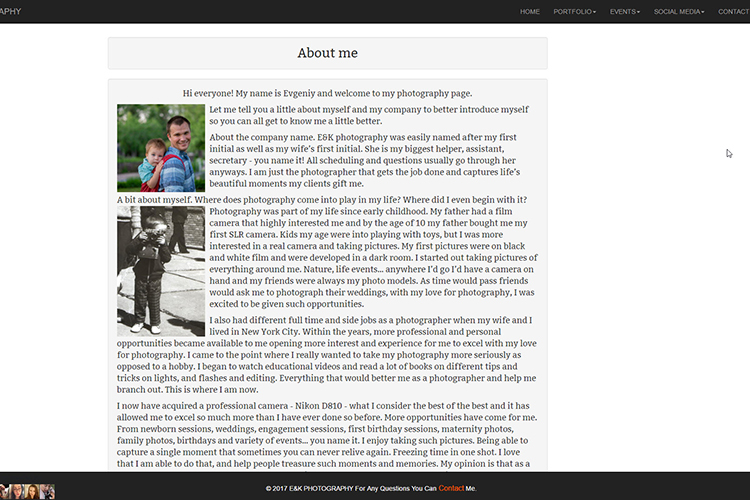 APHY
HOME PORTFOLIO EVENTS SOCIAL MEDIA CONTACT
About me
Hi everyone! My name is Evgeniy and welcome to my photography page.
Let me tell you a little about myself and my company to better introduce myself
so you can all get to know me a little better.
About the company name. E&K photography was easily named after my first
initial as well as my wife's first initial. She is my biggest helper, assistant,
secretary - you name it! All scheduling and questions usually go through her
anyways. I am just the photographer that gets the job done and captures life's
beautiful moments my clients gift me.
A bit about myself. Where does photography come into play in my life? Where did I even begin with it?
Photography was part of my life since early childhood. My father had a film
camera that highly interested me and by the age of 10 my father bought me my
first SLR camera. Kids my age were into playing with toys, but I was more
interested in a real camera and taking pictures. My first pictures were on black
and white film and were developed in a dark room. I started out taking pictures of
everything around me. Nature, life events... anywhere I'd go I'd have a camera on
hand and my friends were always my photo models. As time would pass friends
would ask me to photograph their weddings, with my love for photography, I was
excited to be given such opportunities.
I also had different full time and side jobs as a photographer when my wife and I
lived in New York City. Within the years, more professional and personal
opportunities became available to me opening more interest and experience for me to excel with my love
for photography. I came to the point where I really wanted to take my photography more seriously as
opposed to a hobby. I began to watch educational videos and read a lot of books on different tips and
tricks on lights, and flashes and editing. Everything that would better me as a photographer and help me
branch out. This is where I am now.
I now have acquired a professional camera - Nikon D810 - what I consider the best of the best and it has
allowed me to excel so much more than I have ever done so before. More opportunities have come for me.
From newborn sessions, weddings, engagement sessions, first birthday sessions, maternity photos,
family photos, birthdays and variety of events... you name it. I enjoy taking such pictures. Being able to
capture a single moment that sometimes you can never relive again. Freezing time in one shot. I love
that I am able to do that, and help people treasure such moments and memories. My opinion is that as a
© 2017 E&K PHOTOGRAPHY For Any Questions You Can Contact Me.